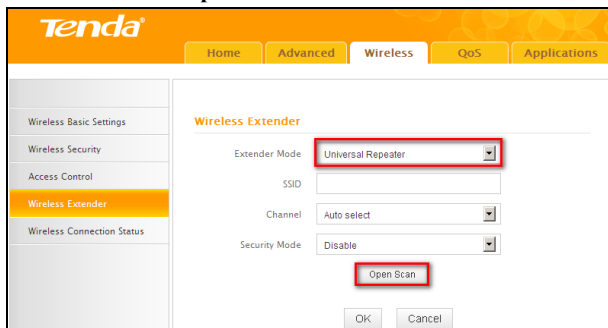 Tenda
Home Advanced Wireless QoS Applications
Wireless Basic Settings
Wireless Security
Access Control
Wireless Extender
Wireless Connection Status
Wireless Extender
Extender Mode Universal Repeater
SSID
Channel Auto select
Security Mode Disable
Open Scan
OK Cancel